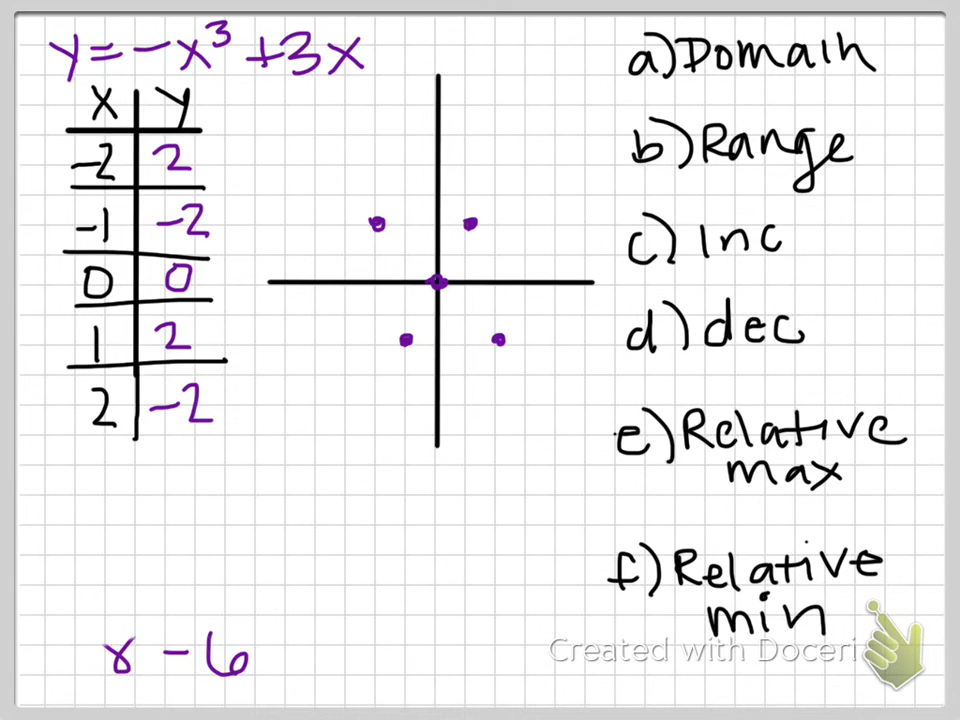 y = -x³ + 3x
x y
-2 2
-1 -2
0 0
1 2
2 -2
a) Domain
b) Range
c) Inc
d) dec
e) Relative
max
f) Relative
min
- 6
Created with Doceri